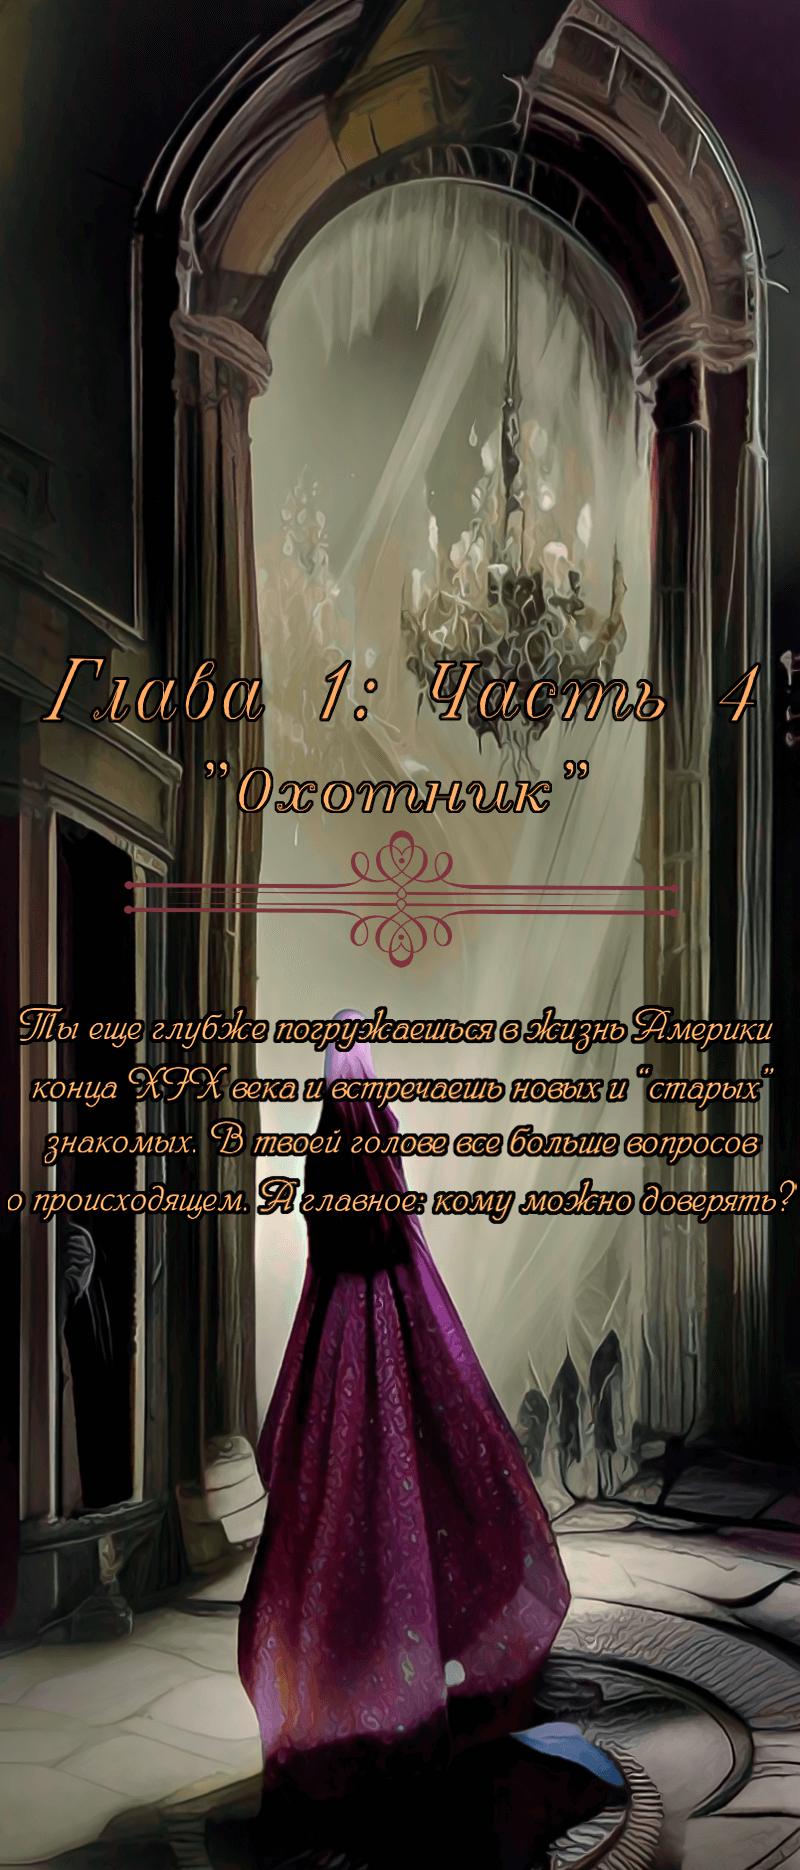 Глава 1: Часть 4
"Охотник"
Ты еще глубже погружаешься в жизнь Америки
конца XIX века и встречаешь новых и “старых”
знакомых. В твоей голове все больше вопросов
о происходящем. А главное: кому можно доверять?